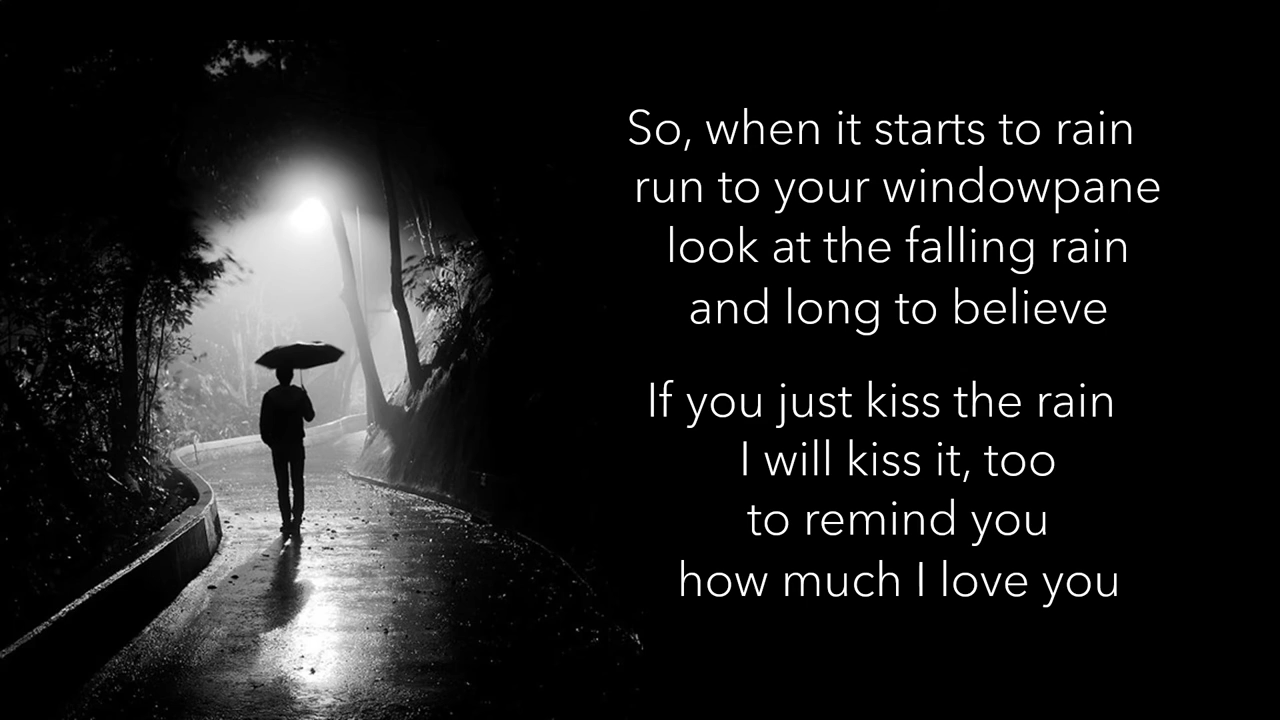 So, when it starts to rain
run to your windowpane
look at the falling rain
and long to believe
If you just kiss the rain
I will kiss it, too
to remind you
how much I love you